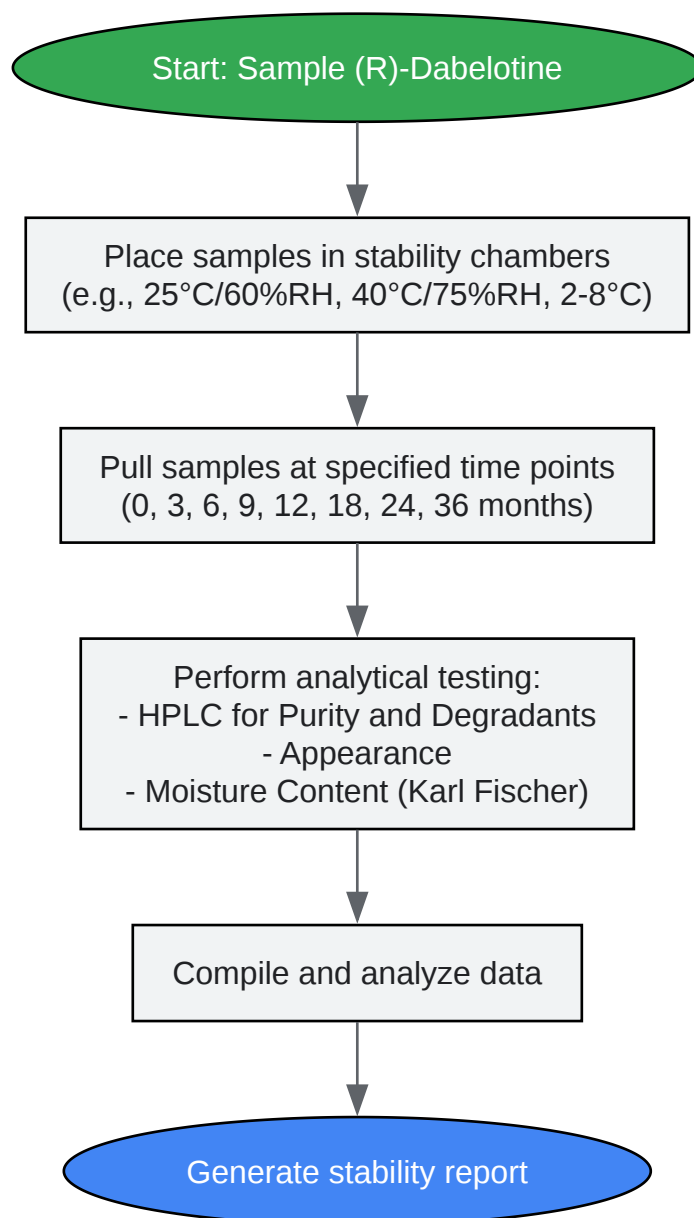 Start: Sample (R)-Dabelotine
Place samples in stability chambers
(e.g., 25°C/60%RH, 40°C/75%RH, 2-8°C)
Pull samples at specified time points
(0, 3, 6, 9, 12, 18, 24, 36 months)
Perform analytical testing:
- HPLC for Purity and Degradants
- Appearance
- Moisture Content (Karl Fischer)
Compile and analyze data
Generate stability report